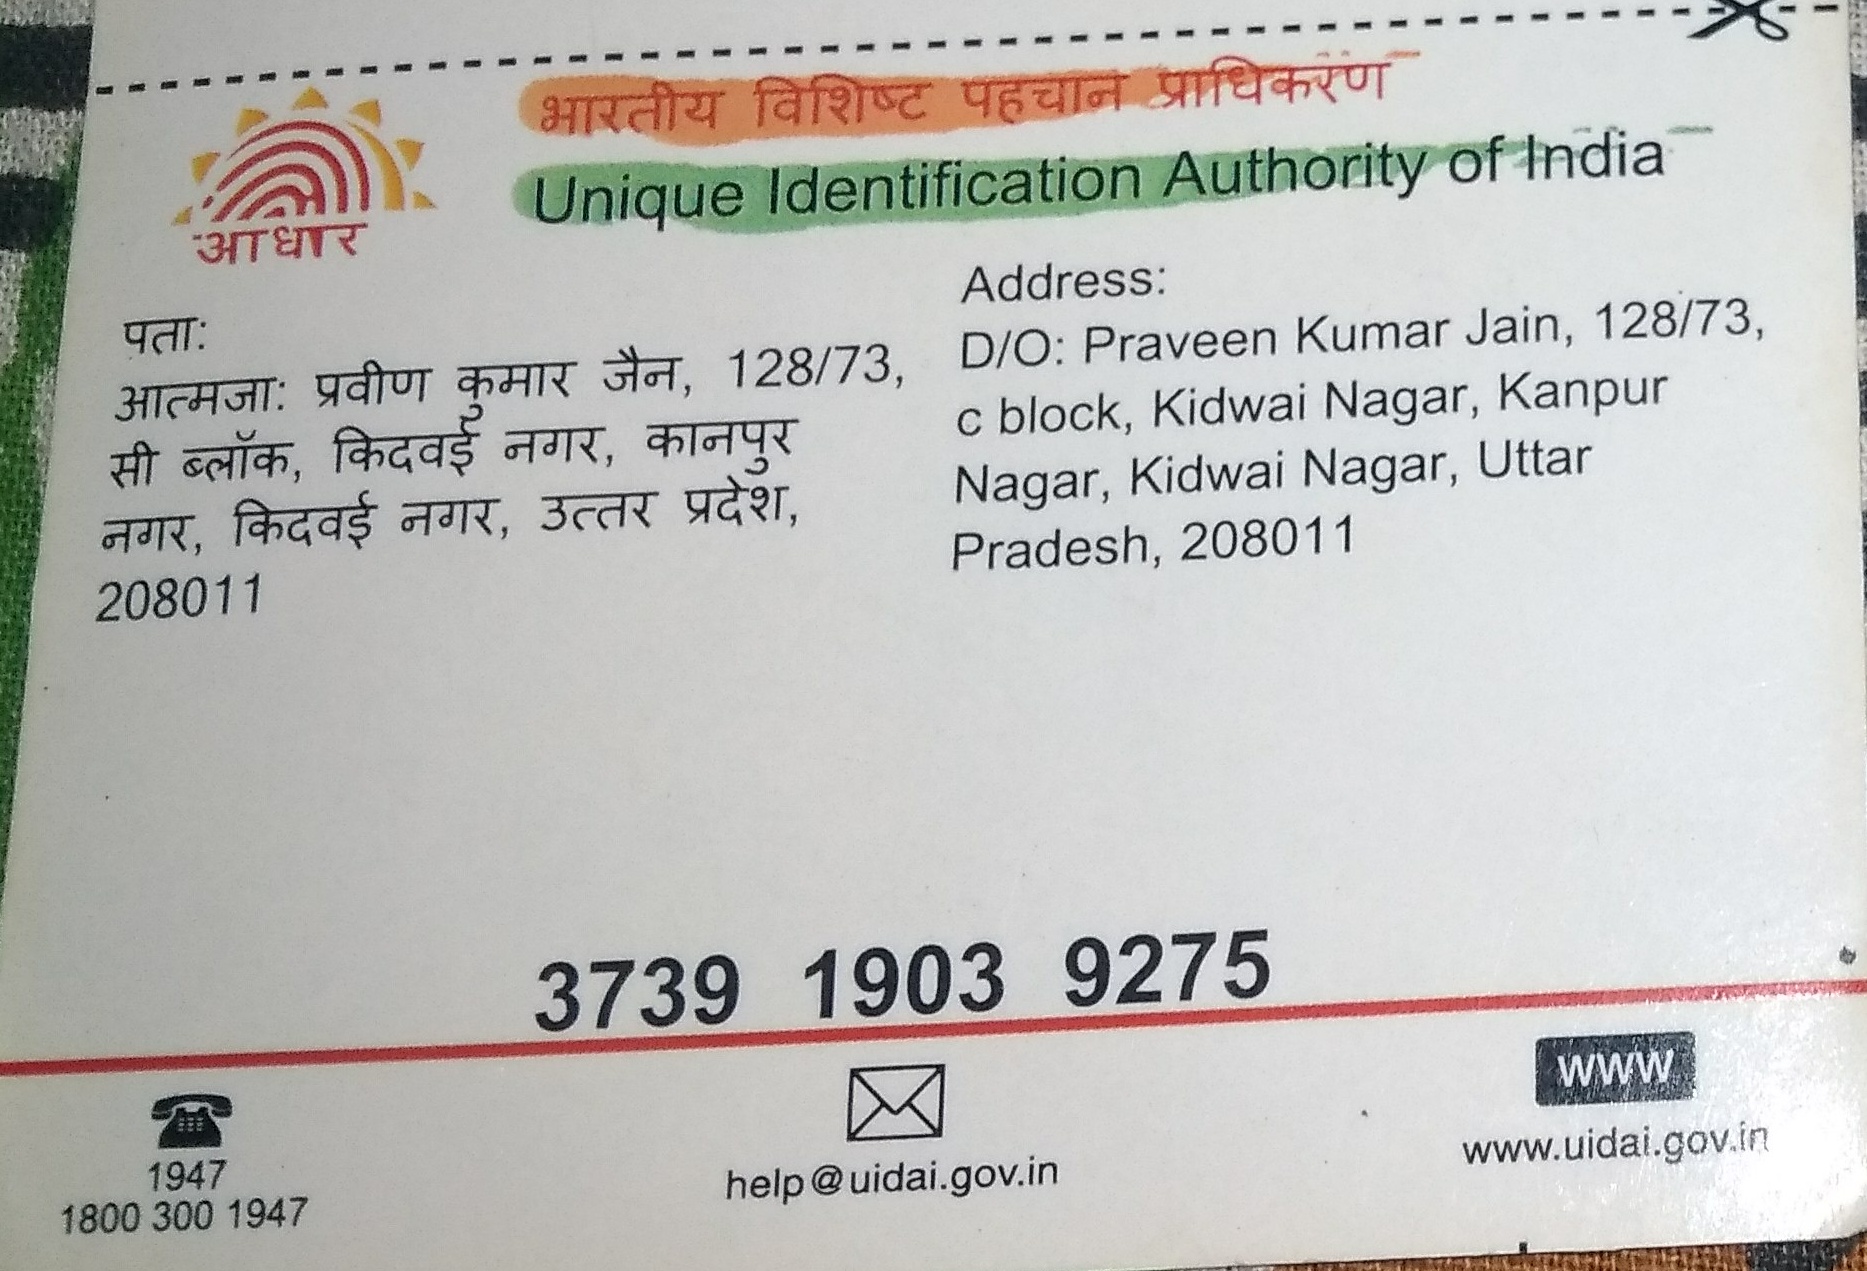 भारतीय विशिष्ट पहचान प्राधिकरण
Unique Identification Authority of India
आधार
पता:
आत्मजा: प्रवीण कुमार जैन, 128/73,
सी ब्लॉक, किदवई नगर, कानपुर
नगर, किदवई नगर, उत्तर प्रदेश,
208011
Address:
D/O: Praveen Kumar Jain, 128/73,
c block, Kidwai Nagar, Kanpur
Nagar, Kidwai Nagar, Uttar
Pradesh, 208011
3739 1903 9275
1947
1800 300 1947
help@uidai.gov.in
WWW
www.uidai.gov.in